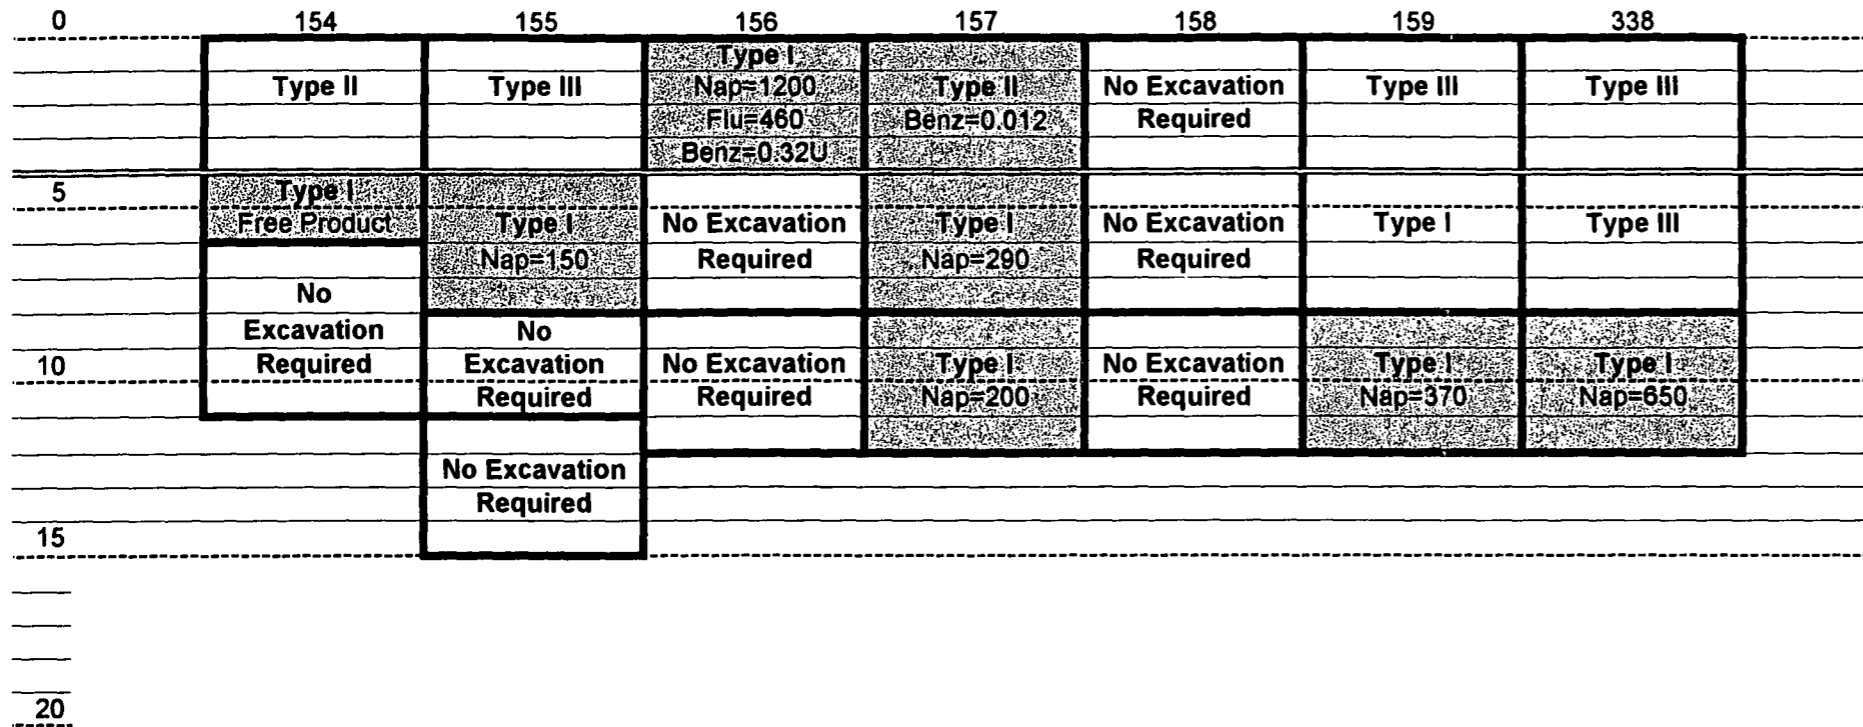 0 154 155 156 157 158 159 338
Type I
Type II Type III Nap=1200 Type II No Excavation Type III Type III
Flu=460 Benz=0.012 Required
Benz=0.32U
5 Type I
Free Product Type I No Excavation Type I No Excavation Type I Type III
Nap=150 Required Nap=290 Required
No
Excavation No
10 Required Excavation No Excavation Type I No Excavation Type I Type I
Required Required Nap=200 Required Nap=370 Nap=650
No Excavation
Required
15
20